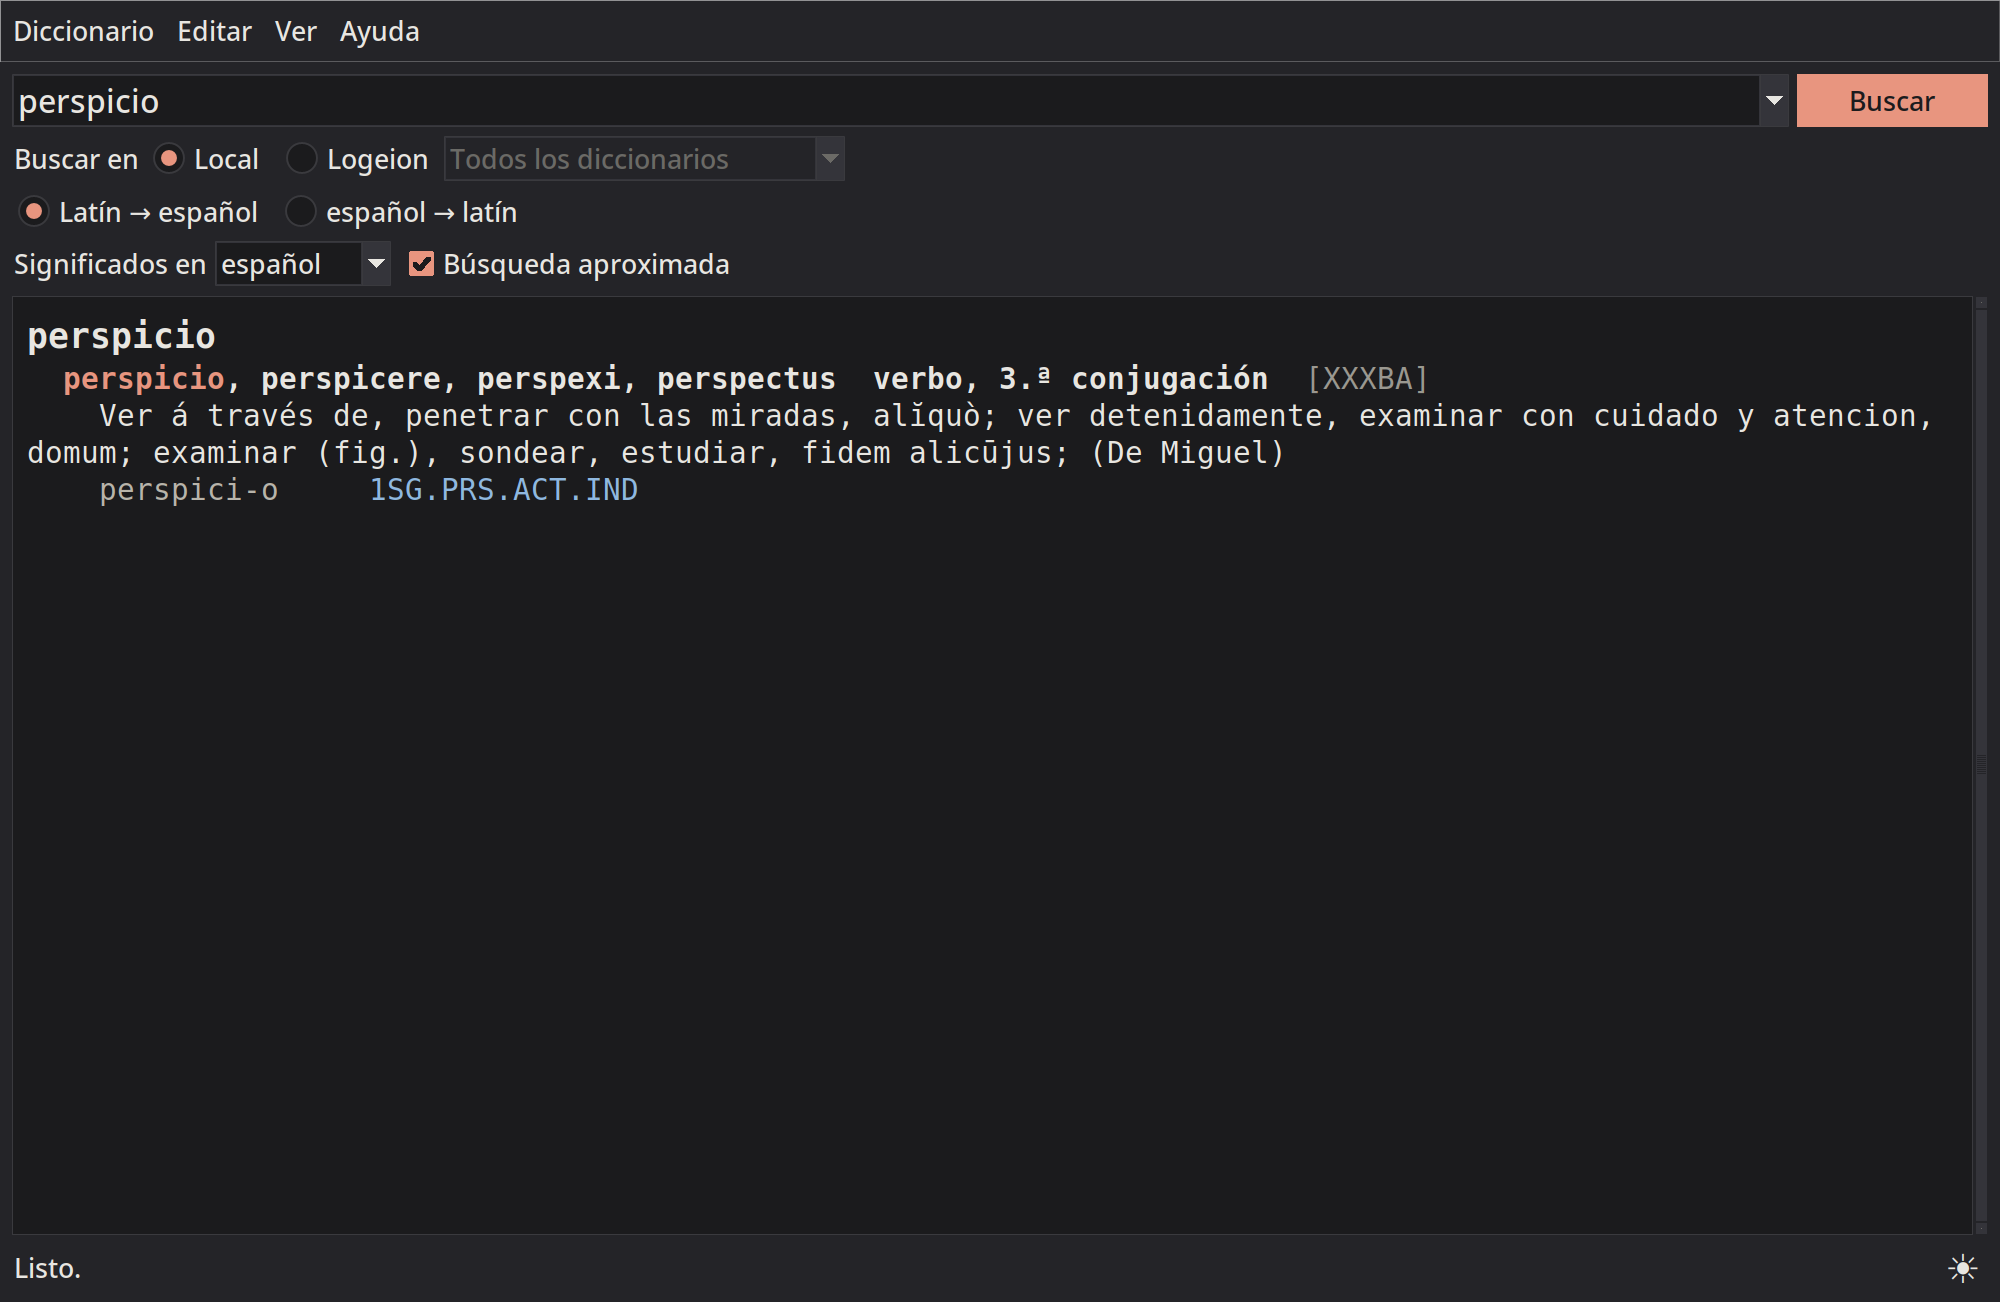 Diccionario Editar Ver Ayuda
perspicio Buscar
Buscar en Local Logeion Todos los diccionarios
Latín → español español → latín
Significados en español Búsqueda aproximada
perspicio
perspicio, perspicere, perspexi, perspectus verbo, 3.ª conjugación [XXXBA]
Ver á través de, penetrar con las miradas, alĭquò; ver detenidamente, examinar con cuidado y atencion,
domum; examinar (fig.), sondear, estudiar, fidem alicūjus; (De Miguel)
perspici-o 1SG.PRS.ACT.IND
Listo.